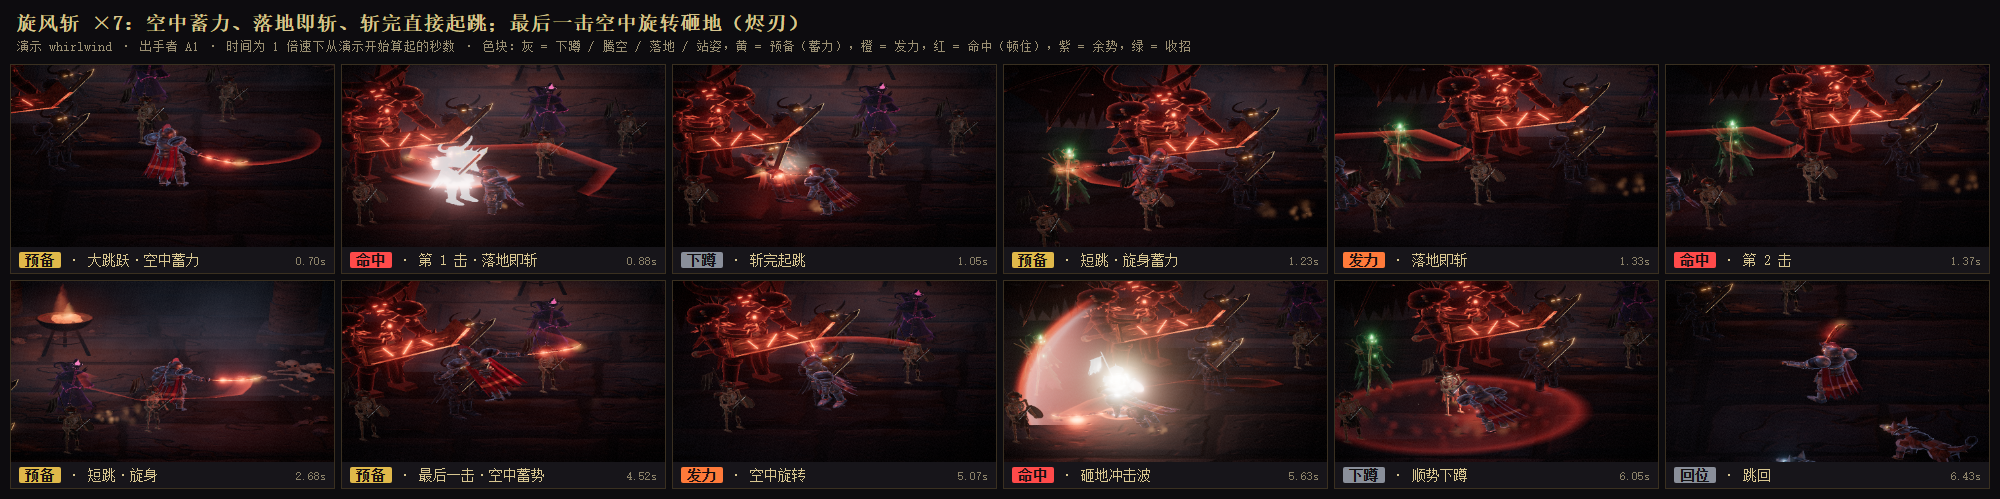 旋风斩 ×7：空中蓄力、落地即斩、斩完直接起跳；最后一击空中旋转砸地（烬刃）
演示 whirlwind · 出手者 A1 · 时间为 1 倍速下从演示开始算起的秒数 · 色块：灰 = 下蹲 / 腾空 / 落地 / 站姿，黄 = 预备（蓄力），橙 = 发力，红 = 命中（顿住），紫 = 余势，绿 = 收招
预备 · 大跳跃·空中蓄力 0.70s
命中 · 第 1 击·落地即斩 0.88s
下蹲 · 斩完起跳 1.05s
预备 · 短跳·旋身蓄力 1.23s
发力 · 落地即斩 1.33s
命中 · 第 2 击 1.37s
预备 · 短跳·旋身 2.68s
预备 · 最后一击·空中蓄势 4.52s
发力 · 空中旋转 5.07s
命中 · 砸地冲击波 5.63s
下蹲 · 顺势下蹲 6.05s
回位 · 跳回 6.43s